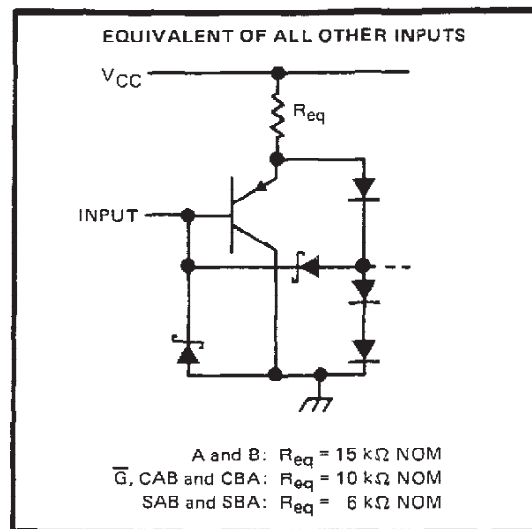 EQUIVALENT OF ALL OTHER INPUTS
VCC
Req
INPUT
A and B: Req = 15 kΩ NOM
G̅, CAB and CBA: Req = 10 kΩ NOM
SAB and SBA: Req = 6 kΩ NOM